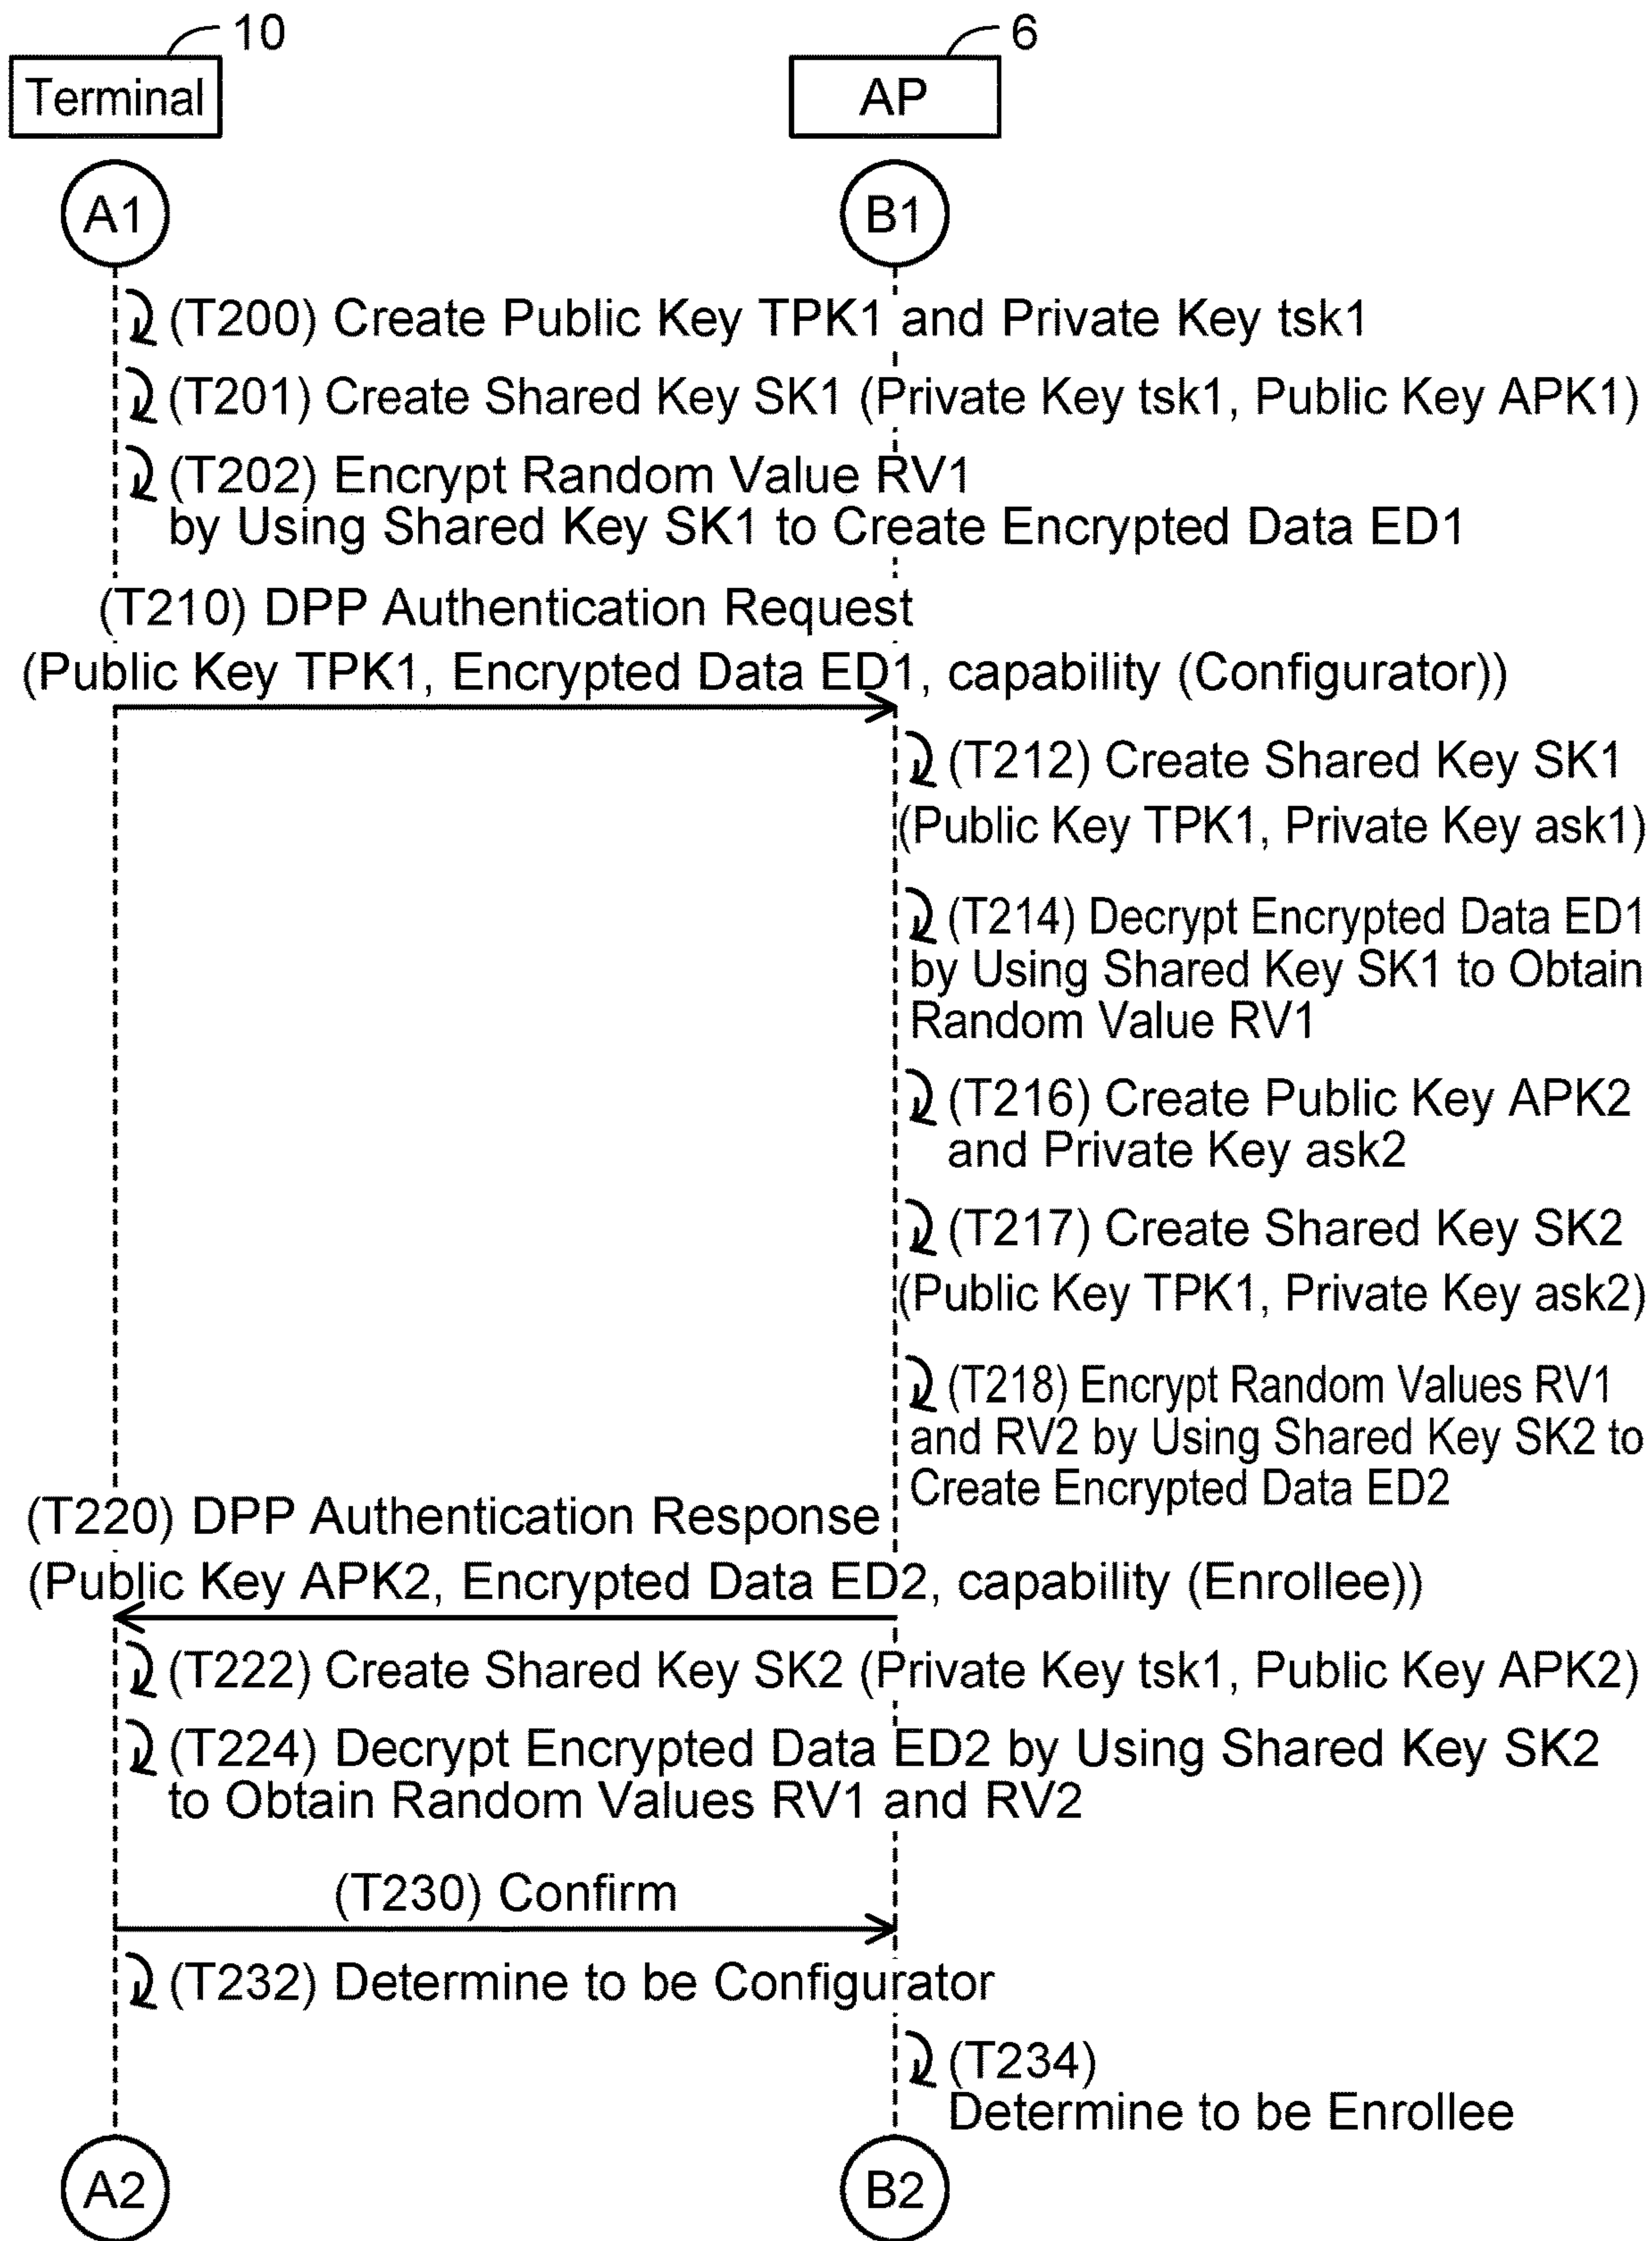 10
6
Terminal
AP
A1
B1
(T200) Create Public Key TPK1 and Private Key tsk1
(T201) Create Shared Key SK1 (Private Key tsk1, Public Key APK1)
(T202) Encrypt Random Value RV1
by Using Shared Key SK1 to Create Encrypted Data ED1
(T210) DPP Authentication Request
(Public Key TPK1, Encrypted Data ED1, capability (Configurator))
(T212) Create Shared Key SK1
(Public Key TPK1, Private Key ask1)
(T214) Decrypt Encrypted Data ED1
by Using Shared Key SK1 to Obtain
Random Value RV1
(T216) Create Public Key APK2
and Private Key ask2
(T217) Create Shared Key SK2
(Public Key TPK1, Private Key ask2)
(T218) Encrypt Random Values RV1
and RV2 by Using Shared Key SK2 to
Create Encrypted Data ED2
(T220) DPP Authentication Response
(Public Key APK2, Encrypted Data ED2, capability (Enrollee))
(T222) Create Shared Key SK2 (Private Key tsk1, Public Key APK2)
(T224) Decrypt Encrypted Data ED2 by Using Shared Key SK2
to Obtain Random Values RV1 and RV2
(T230) Confirm
(T232) Determine to be Configurator
(T234)
Determine to be Enrollee
A2
B2